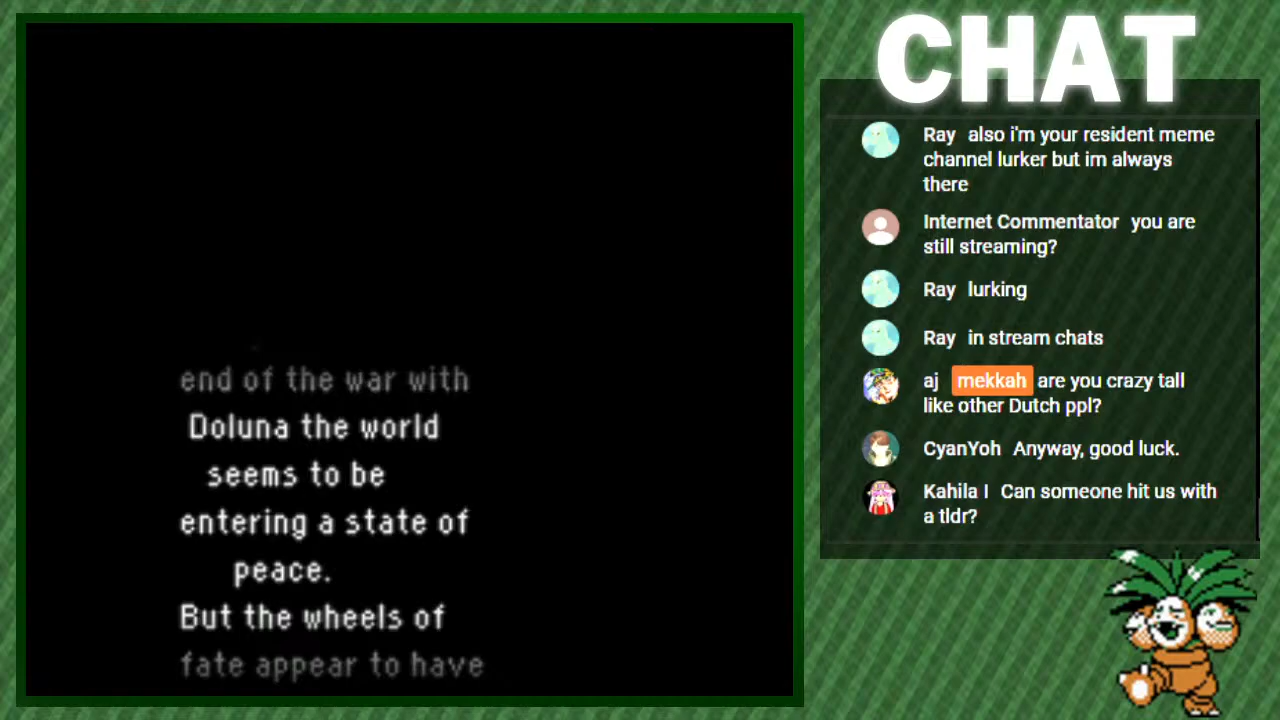 CHAT
end of the war with
Doluna the world
seems to be
entering a state of
peace.
But the wheels of
fate appear to have
Ray also i'm your resident meme
channel lurker but im always
there
Internet Commentator you are
still streaming?
Ray lurking
Ray in stream chats
aj mekkah are you crazy tall
like other Dutch ppl?
CyanYoh Anyway, good luck.
Kahila I Can someone hit us with
a tldr?